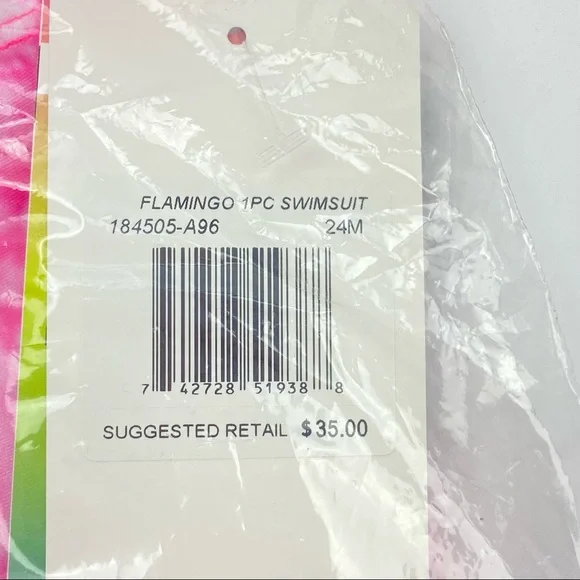 FLAMINGO 1PC SWIMSUIT
184505-A96 24M
7 42728 51938 8
SUGGESTED RETAIL $35.00